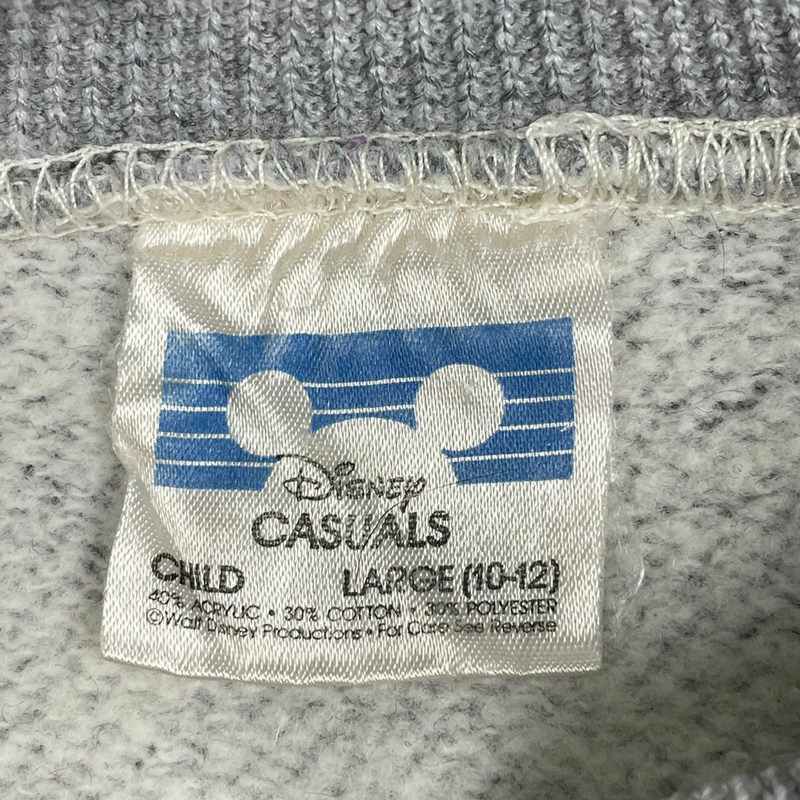 Disney
CASUALS
CHILD LARGE (10-12)
40% ACRYLIC • 30% COTTON • 30% POLYESTER
©Walt Disney Productions • For Care See Reverse